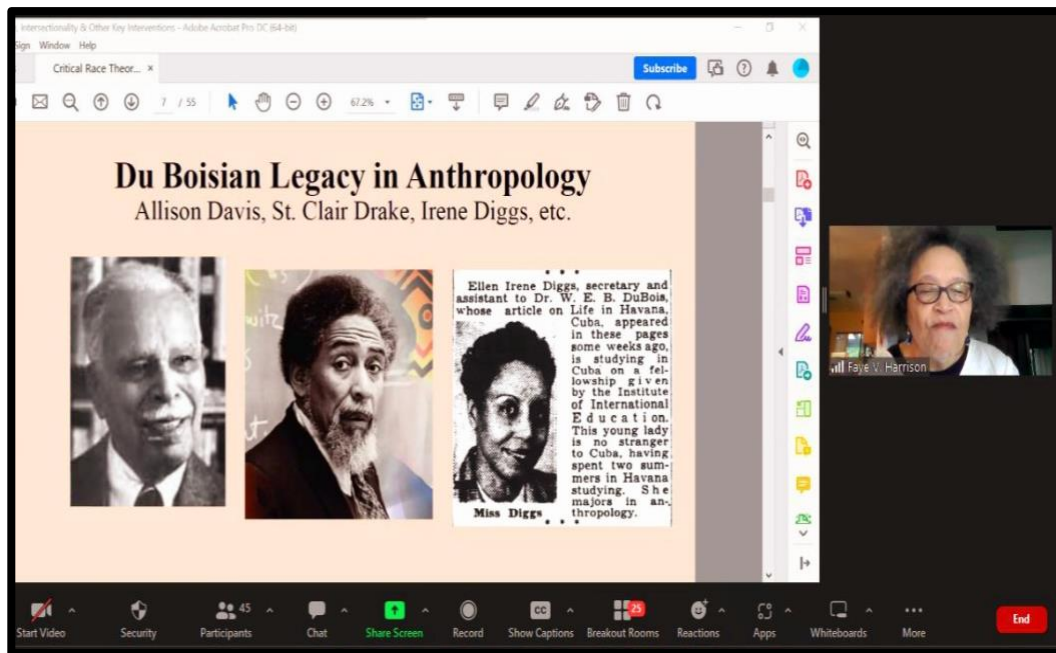 Intersectionality & Other Key Interventions - Adobe Acrobat Pro DC (64-bit)
Sign Window Help
Critical Race Theor... ×
Subscribe
7 / 55
67.2%
Du Boisian Legacy in Anthropology
Allison Davis, St. Clair Drake, Irene Diggs, etc.
Ellen Irene Diggs, secretary and
assistant to Dr. W. E. B. DuBois,
whose article on Life in Havana,
Cuba, appeared
in these pages
some weeks ago,
is studying in
Cuba on a fel-
lowship given
by the Institute
of International
Education.
This young lady
is no stranger
to Cuba, having
spent two sum-
mers in Havana
studying. She
majors in an-
thropology.
Miss Diggs
Faye V. Harrison
Start Video
Security
45
Participants
Chat
Share Screen
Record
CC
Show Captions
25
Breakout Rooms
Reactions
Apps
Whiteboards
More
End